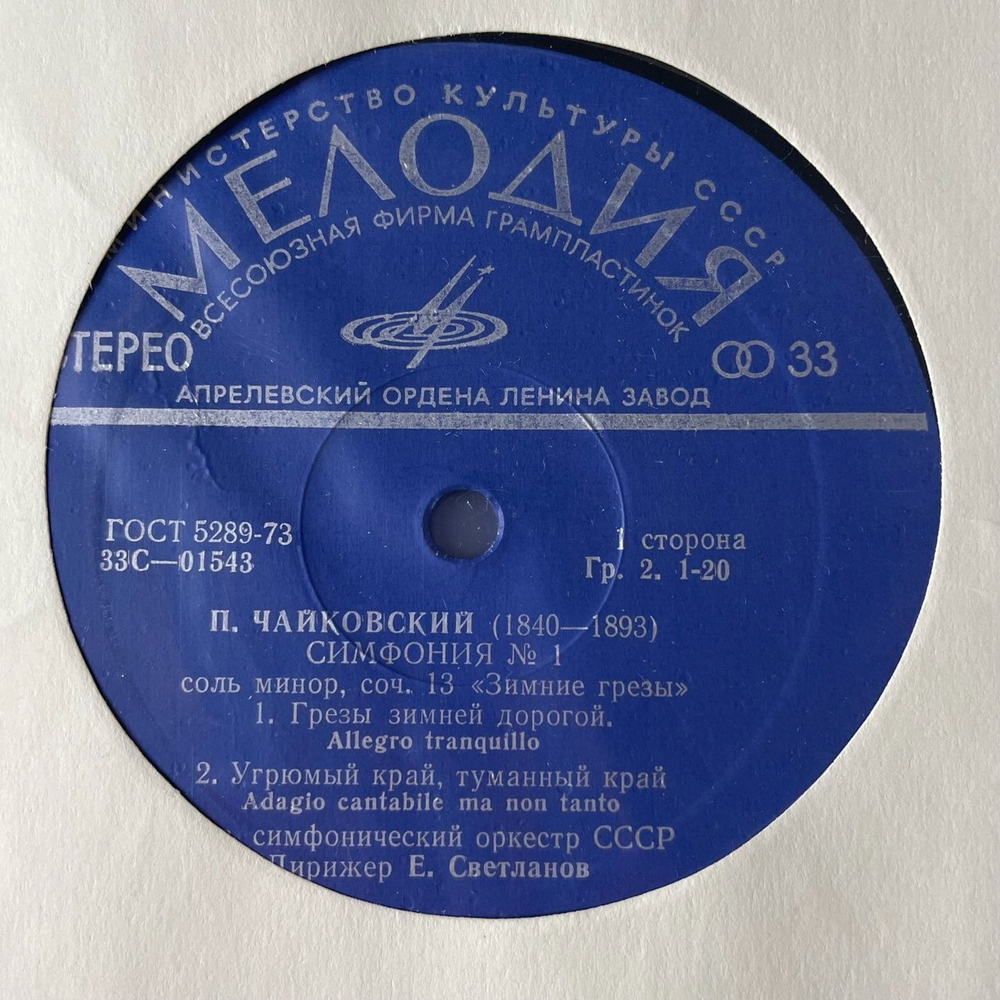 МИНИСТЕРСТВО КУЛЬТУРЫ СССР
МЕЛОДИЯ
ВСЕСОЮЗНАЯ ФИРМА ГРАМПЛАСТИНОК
ТЕРЕО
33
АПРЕЛЕВСКИЙ ОРДЕНА ЛЕНИНА ЗАВОД
ГОСТ 5289-73
33С—01543
1 сторона
Гр. 2. 1-20
П. ЧАЙКОВСКИЙ (1840—1893)
СИМФОНИЯ № 1
соль минор, соч. 13 «Зимние грезы»
1. Грезы зимней дорогой.
Allegro tranquillo
2. Угрюмый край, туманный край
Adagio cantabile ma non tanto
симфонический оркестр СССР
Дирижер Е. Светланов